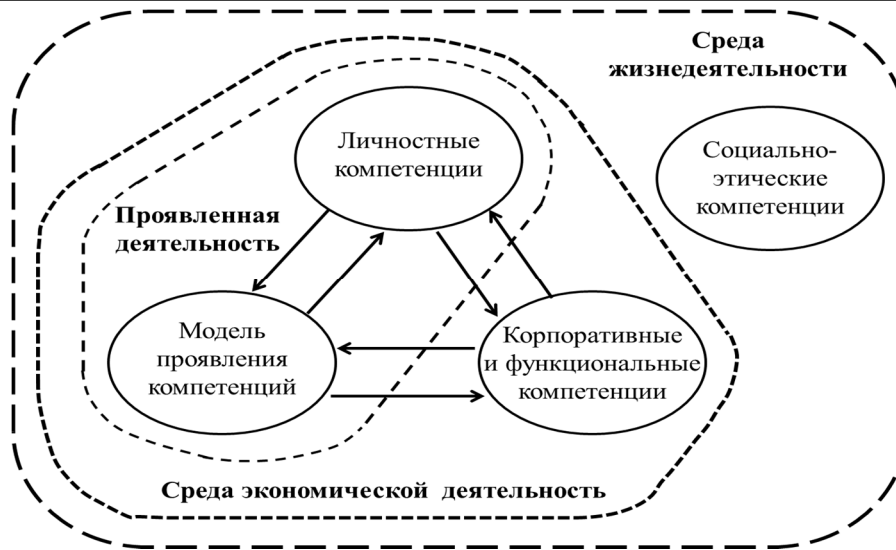 Среда
жизнедеятельности
Личностные
компетенции
Социально-
этические
компетенции
Проявленная
деятельность
Модель
проявления
компетенций
Корпоративные
и функциональные
компетенции
Среда экономической деятельность